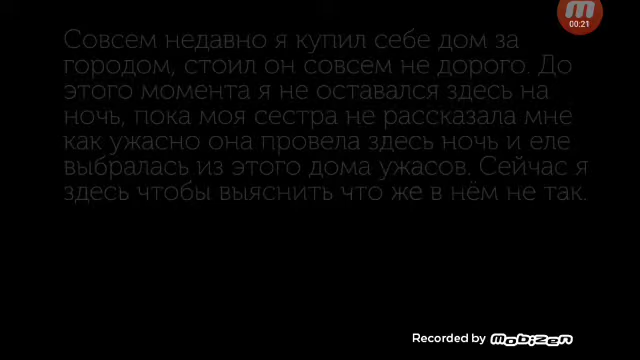 00:21
Совсем недавно я купил себе дом за
городом, стоил он совсем не дорого. До
этого момента я не оставался здесь на
ночь, пока моя сестра не рассказала мне
как ужасно она провела здесь ночь и еле
выбралась из этого дома ужасов. Сейчас я
здесь чтобы выяснить что же в нём не так.
Recorded by mobizen